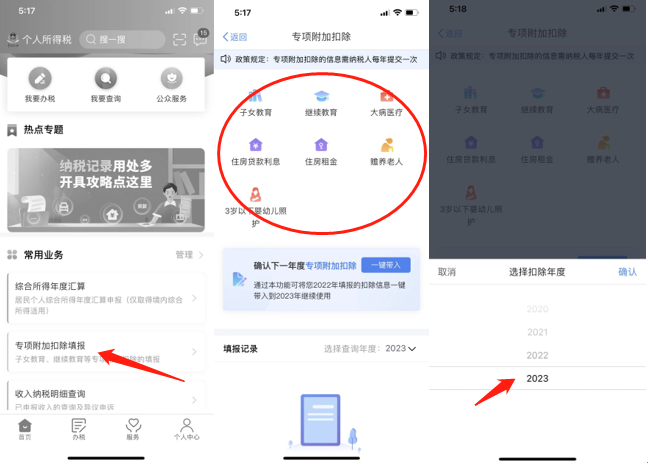 5:17
个人所得税
搜一搜
15
我要办税
我要查询
公众服务
热点专题
纳税记录用处多
开具攻略点这里
常用业务
管理
综合所得年度汇算
居民个人综合所得年度汇算申报（仅取得境内综合
所得适用）
专项附加扣除填报
子女教育、继续教育等专项附加扣除的填报
收入纳税明细查询
已申报收入的查询及异议申诉
首页
办税
服务
个人中心
5:17
返回
专项附加扣除
政策规定：专项附加扣除的信息需纳税人每年提交一次
子女教育
继续教育
大病医疗
住房贷款利息
住房租金
赡养老人
3岁以下婴幼儿照
护
确认下一年度专项附加扣除
一键带入
通过本功能可将您2022年填报的扣除信息一键
带入到2023年继续使用
填报记录
选择查询年度：2023
5:18
返回
专项附加扣除
政策规定：专项附加扣除的信息需纳税人每年提交一次
子女教育
继续教育
大病医疗
住房贷款利息
住房租金
赡养老人
3岁以下婴幼儿照
护
取消
选择扣除年度
确认
2020
2021
2022
2023